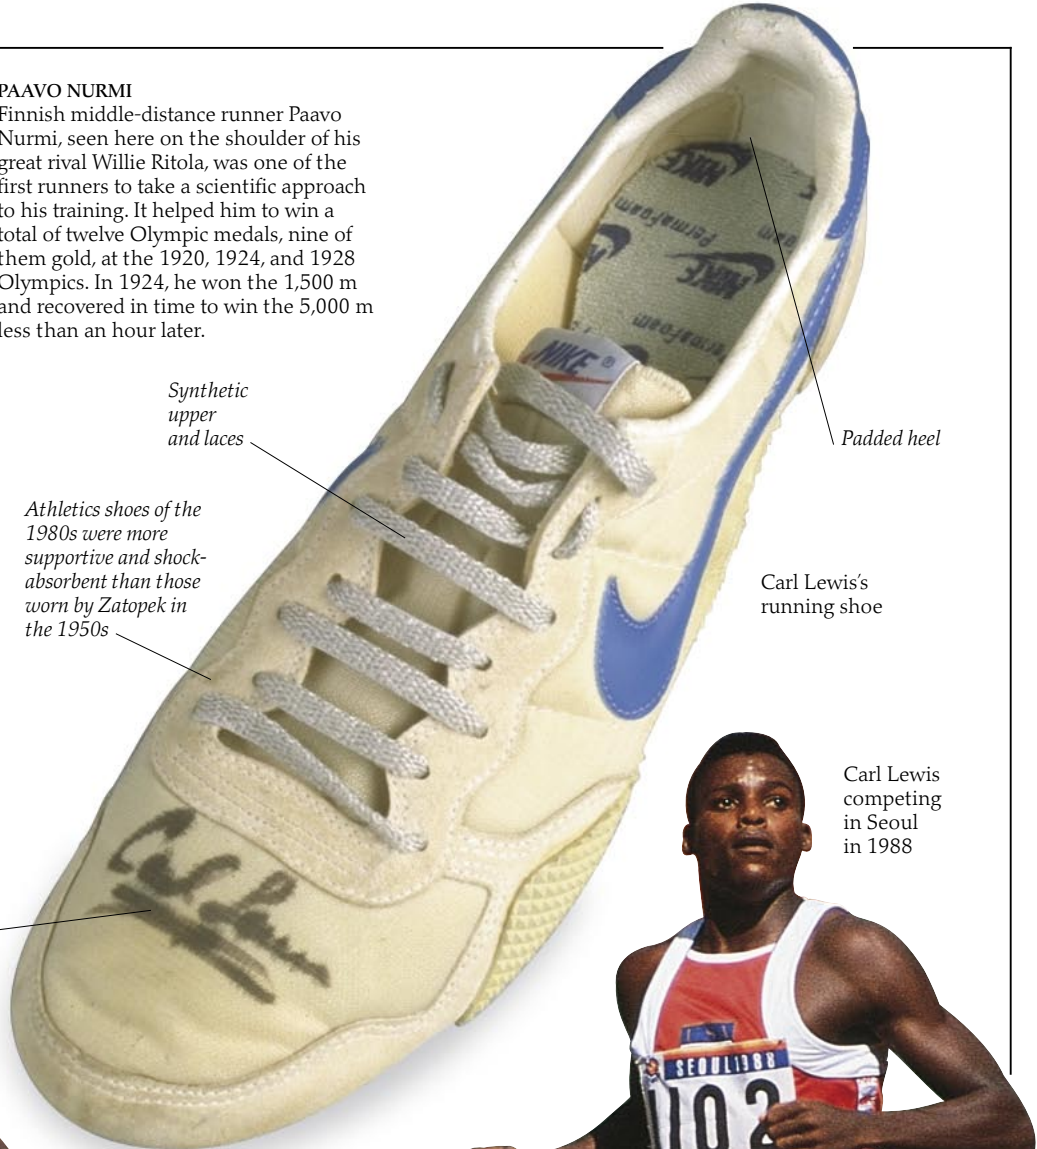 PAAVO NURMI
Finnish middle-distance runner Paavo
Nurmi, seen here on the shoulder of his
great rival Willie Ritola, was one of the
first runners to take a scientific approach
to his training. It helped him to win a
total of twelve Olympic medals, nine of
them gold, at the 1920, 1924, and 1928
Olympics. In 1924, he won the 1,500 m
and recovered in time to win the 5,000 m
less than an hour later.
NIKE
PermaFoam
NIKE
PermaFoam
NIKE ®
Synthetic
upper
and laces
Padded heel
Athletics shoes of the
1980s were more
supportive and shock-
absorbent than those
worn by Zatopek in
the 1950s
Carl Lewis's
running shoe
Carl Lewis
competing
in Seoul
in 1988
Carl Lewis
SEOUL1988
102